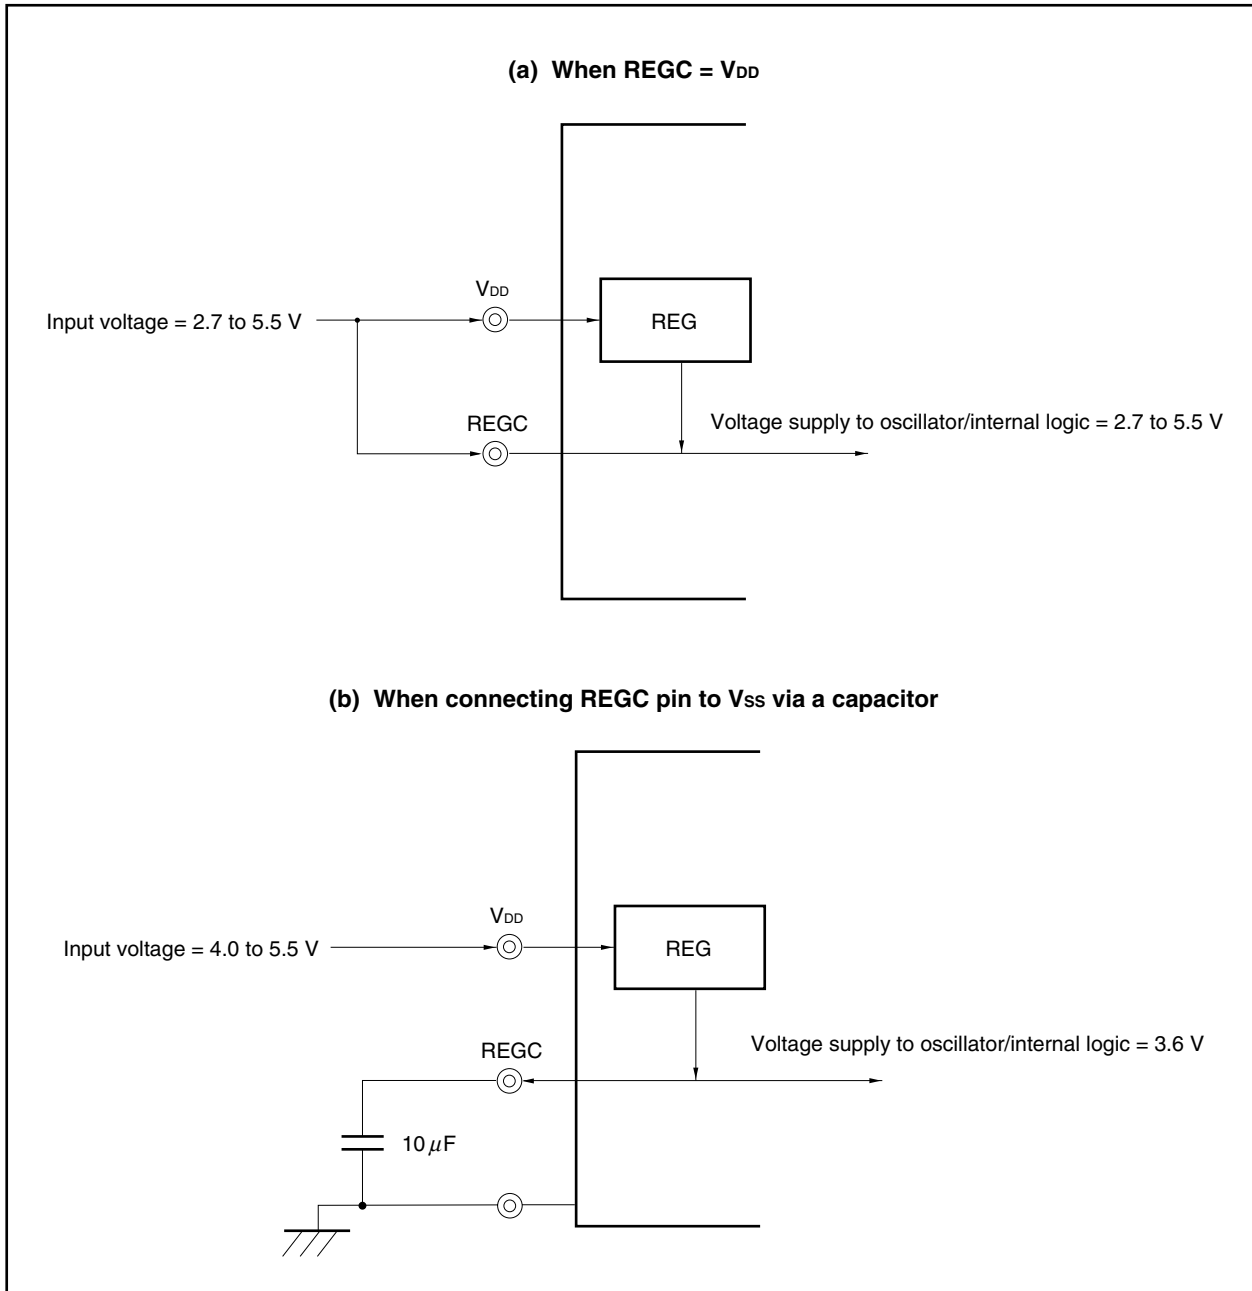 (a) When REGC = VDD
VDD
Input voltage = 2.7 to 5.5 V
REG
REGC
Voltage supply to oscillator/internal logic = 2.7 to 5.5 V
(b) When connecting REGC pin to VSS via a capacitor
VDD
Input voltage = 4.0 to 5.5 V
REG
REGC
Voltage supply to oscillator/internal logic = 3.6 V
10 μF